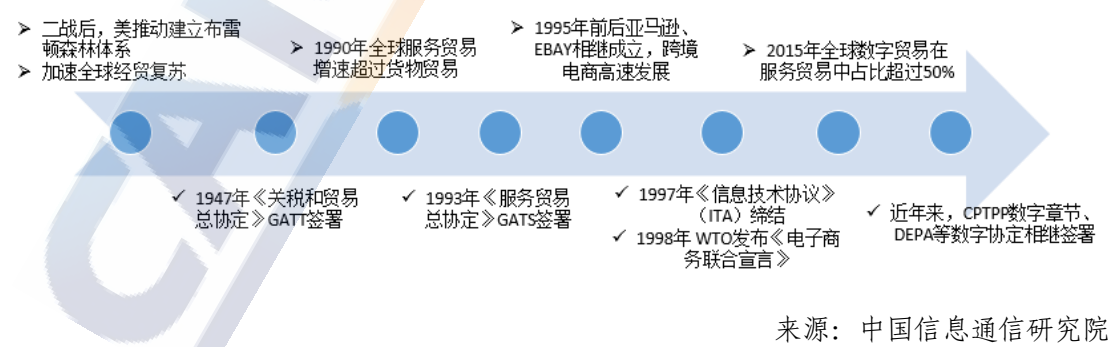 ➢ 二战后，美推动建立布雷
顿森林体系
➢ 加速全球经贸复苏
➢ 1990年全球服务贸易
增速超过货物贸易
➢ 1995年前后亚马逊、
EBAY相继成立，跨境
电商高速发展
➢ 2015年全球数字贸易在
服务贸易中占比超过50%
✓ 1947年《关税和贸易
总协定》GATT签署
✓ 1993年《服务贸易
总协定》GATS签署
✓ 1997年《信息技术协议》
（ITA）缔结
✓ 1998年 WTO发布《电子商
务联合宣言》
✓ 近年来，CPTPP数字章节、
DEPA等数字协定相继签署
来源：中国信息通信研究院